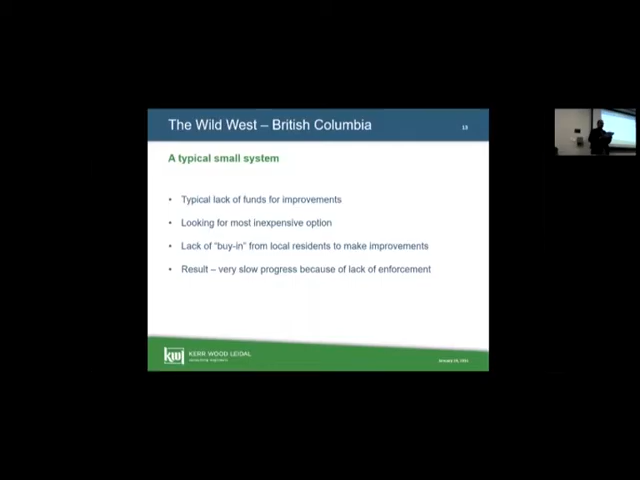 The Wild West – British Columbia
13
A typical small system
• Typical lack of funds for improvements
• Looking for most inexpensive option
• Lack of “buy-in” from local residents to make improvements
• Result – very slow progress because of lack of enforcement
kwl
KERR WOOD LEIDAL
consulting engineers